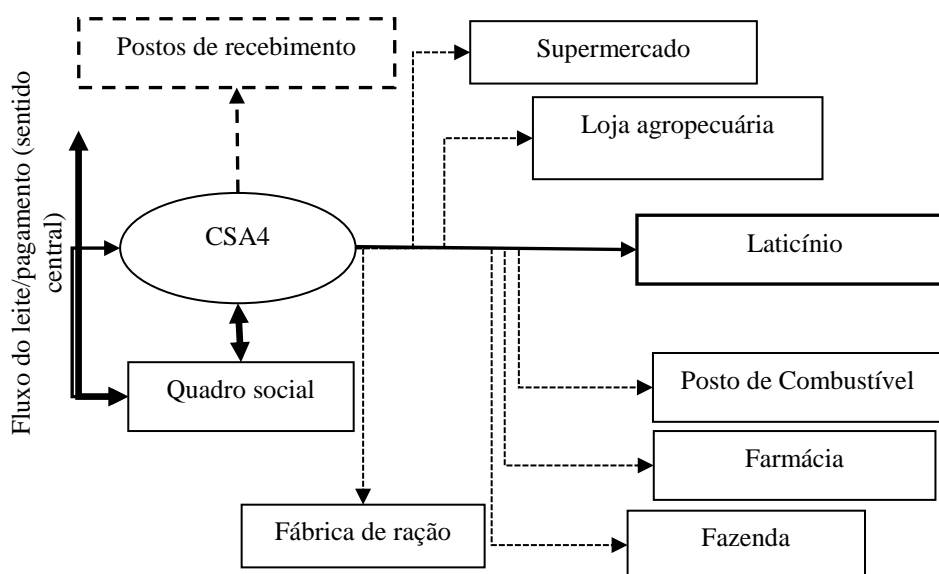 Postos de recebimento
Supermercado
Loja agropecuária
Fluxo do leite/pagamento (sentido
central)
CSA4
Laticínio
Quadro social
Posto de Combustível
Farmácia
Fábrica de ração
Fazenda